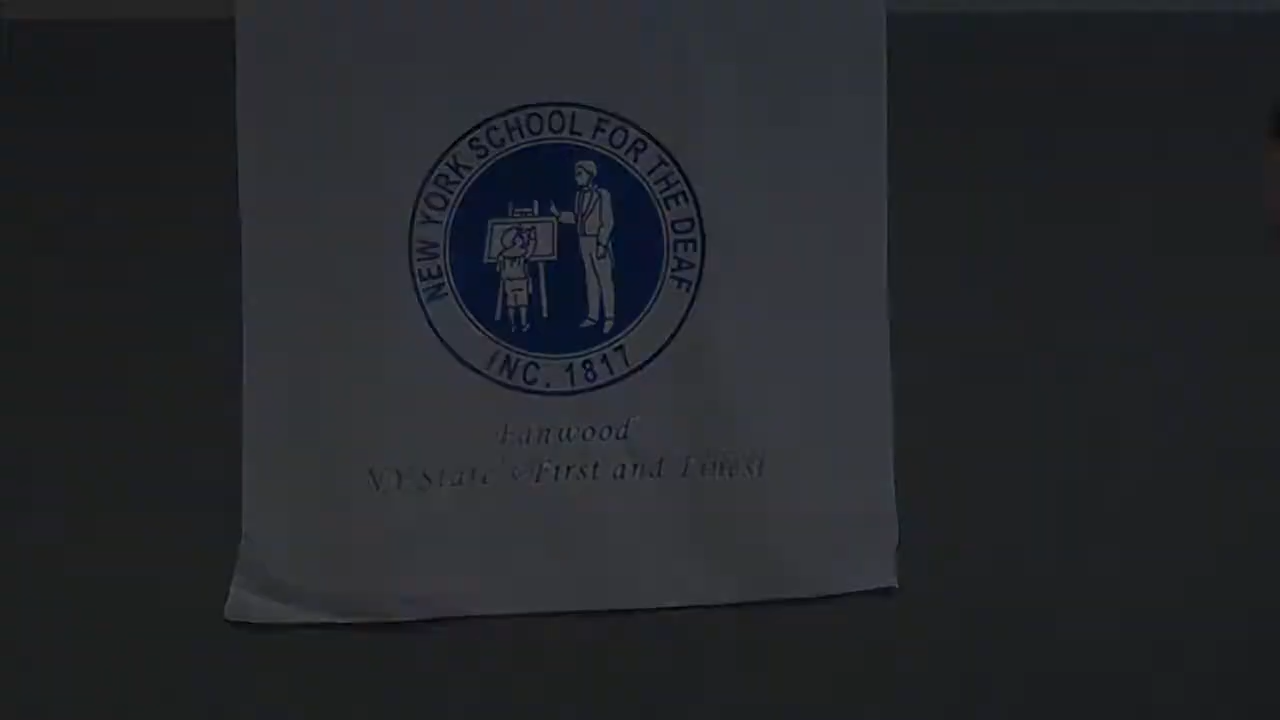 NEW YORK SCHOOL FOR THE DEAF
INC. 1817
Fanwood
NY State's First and Finest